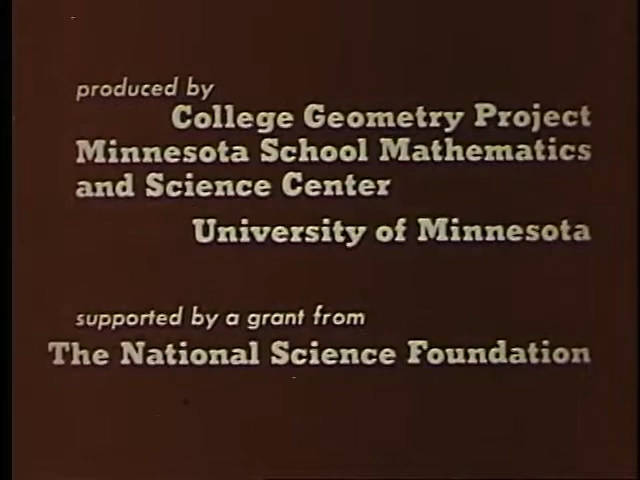 produced by
College Geometry Project
Minnesota School Mathematics
and Science Center
University of Minnesota
supported by a grant from
The National Science Foundation